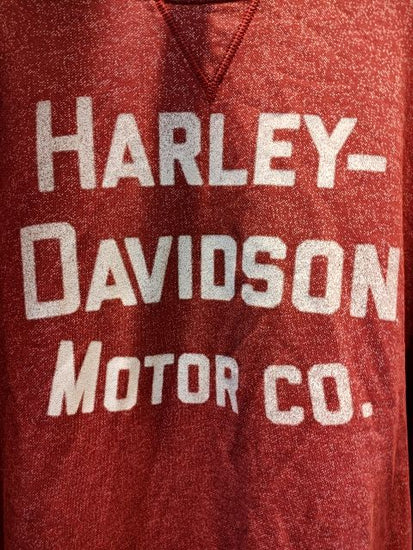 HARLEY-
DAVIDSON
MOTOR CO.